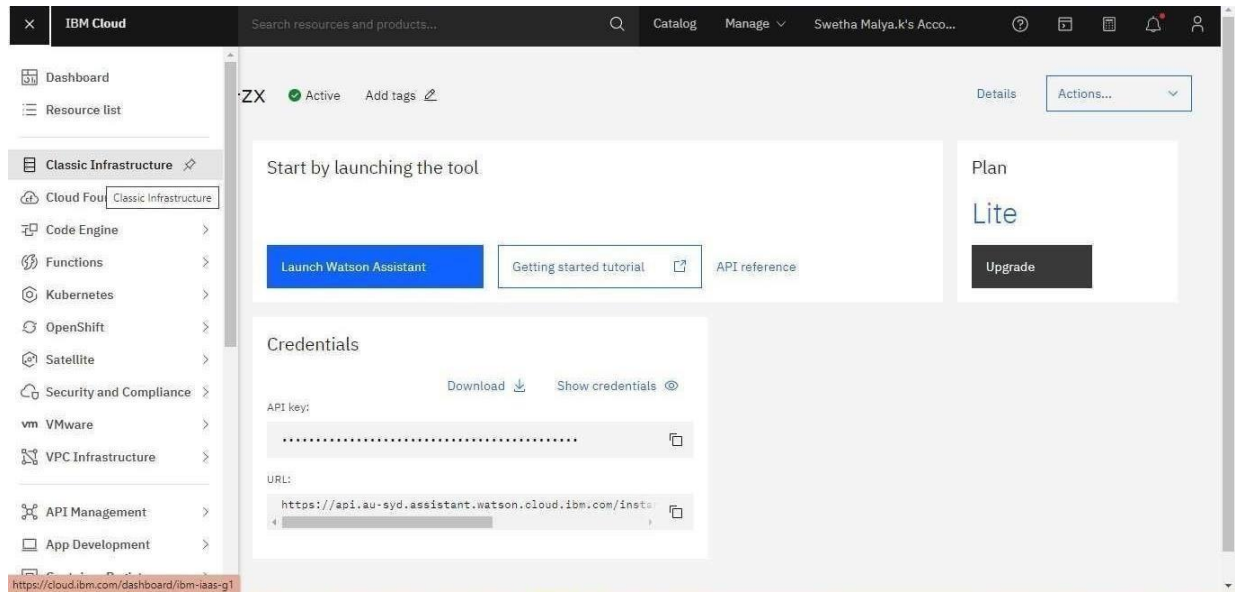 IBM Cloud
Search resources and products...
Catalog
Manage
Swetha Malya.k's Acco...
Dashboard
Resource list
Classic Infrastructure
Cloud Fou
Classic Infrastructure
Code Engine
Functions
Kubernetes
OpenShift
Satellite
Security and Compliance
vm VMware
VPC Infrastructure
API Management
App Development
https://cloud.ibm.com/dashboard/ibm-iaas-g1
ZX
Active
Add tags
Details
Actions...
Start by launching the tool
Launch Watson Assistant
Getting started tutorial
API reference
Plan
Lite
Upgrade
Credentials
Download
Show credentials
API key:
URL:
https://api.au-syd.assistant.watson.cloud.ibm.com/insta